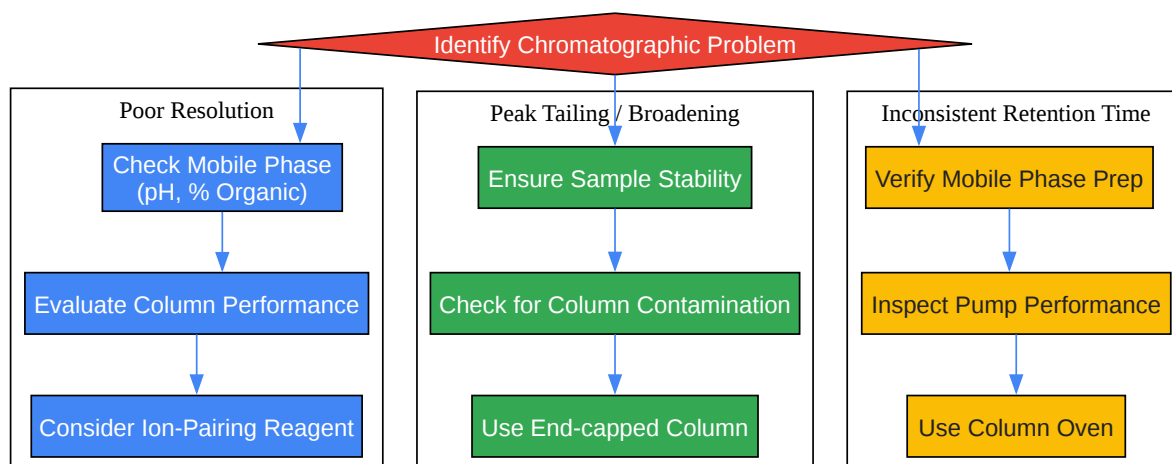 Identify Chromatographic Problem
Poor Resolution
Check Mobile Phase
(pH, % Organic)
Evaluate Column Performance
Consider Ion-Pairing Reagent
Peak Tailing / Broadening
Ensure Sample Stability
Check for Column Contamination
Use End-capped Column
Inconsistent Retention Time
Verify Mobile Phase Prep
Inspect Pump Performance
Use Column Oven